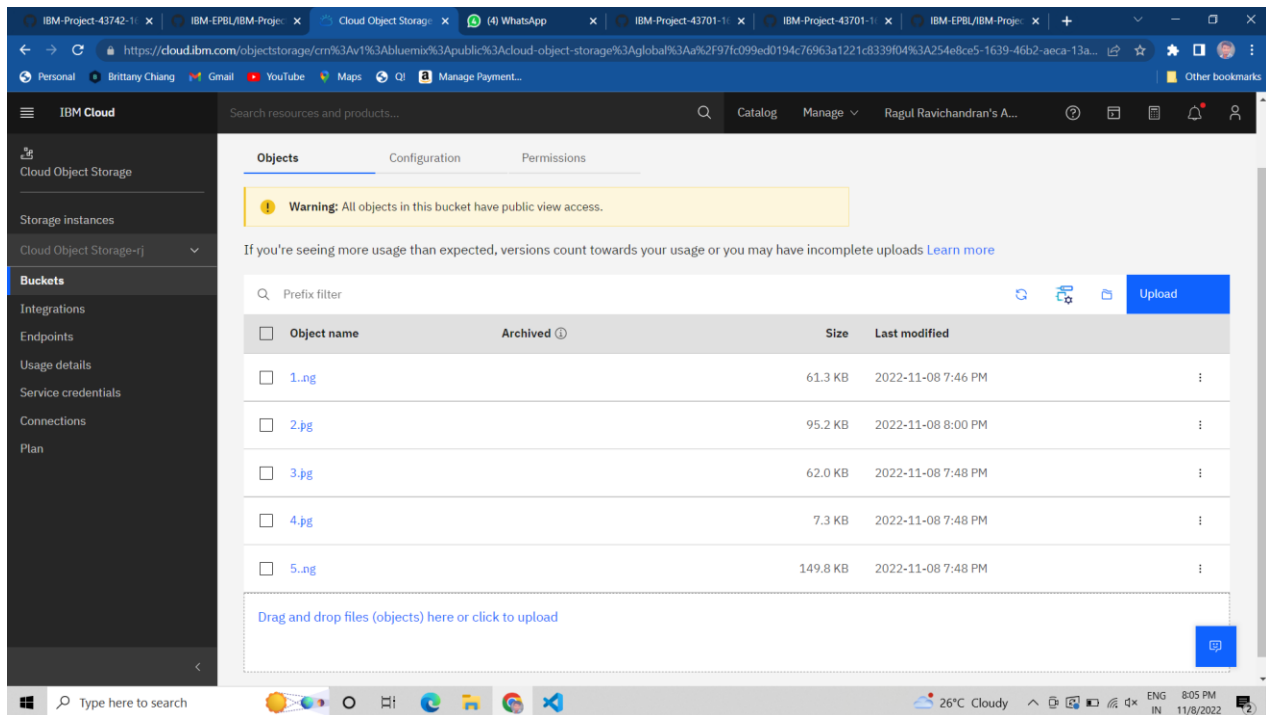 IBM-Project-43742-16 IBM-EPBL/IBM-Projec Cloud Object Storage (4) WhatsApp IBM-Project-43701-16 IBM-Project-43701-16 IBM-EPBL/IBM-Projec
https://cloud.ibm.com/objectstorage/crn%3Av1%3Abluemix%3Apublic%3Acloud-object-storage%3Aglobal%3Aa%2F97fc099ed0194c76963a1221c8339f04%3A254e8ce5-1639-46b2-aeca-13a...
Personal Brittany Chiang Gmail YouTube Maps Q! Manage Payment... Other bookmarks
IBM Cloud Search resources and products... Catalog Manage Ragul Ravichandran's A...
Cloud Object Storage
Storage instances
Cloud Object Storage-rj
Buckets
Integrations
Endpoints
Usage details
Service credentials
Connections
Plan
Objects Configuration Permissions
Warning: All objects in this bucket have public view access.
If you're seeing more usage than expected, versions count towards your usage or you may have incomplete uploads Learn more
Prefix filter Upload
Object name Archived Size Last modified
1..ng 61.3 KB 2022-11-08 7:46 PM
2.jpg 95.2 KB 2022-11-08 8:00 PM
3.jpg 62.0 KB 2022-11-08 7:48 PM
4.jpg 7.3 KB 2022-11-08 7:48 PM
5..ng 149.8 KB 2022-11-08 7:48 PM
Drag and drop files (objects) here or click to upload
Type here to search 26°C Cloudy ENG IN 8:05 PM 11/8/2022 2